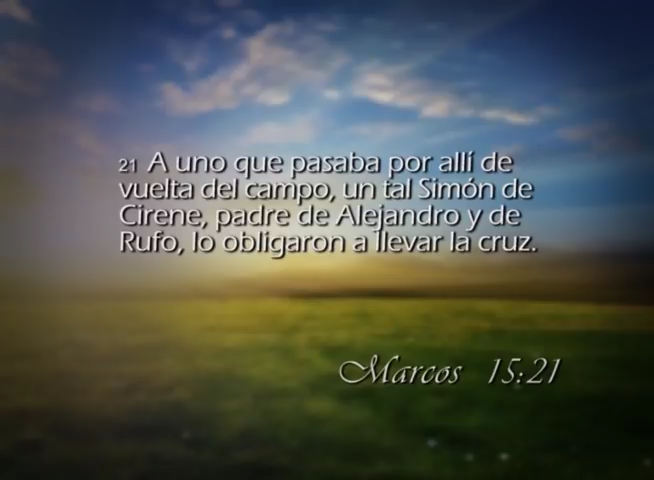 21 A uno que pasaba por allí de
vuelta del campo, un tal Simón de
Cirene, padre de Alejandro y de
Rufo, lo obligaron a llevar la cruz.
Marcos 15:21